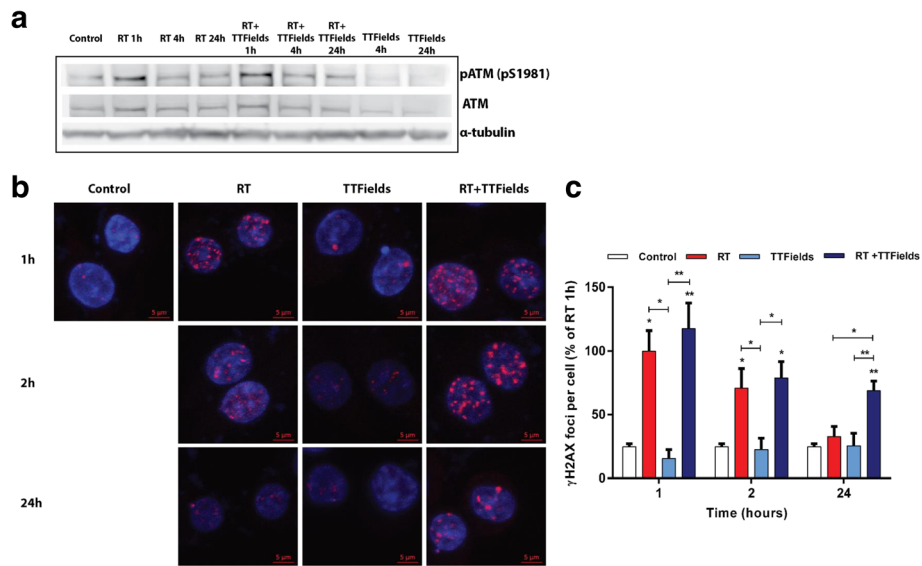 a
Control RT 1h RT 4h RT 24h RT+ TTFields 1h RT+ TTFields 4h RT+ TTFields 24h TTFields 4h TTFields 24h
pATM (pS1981)
ATM
α-tubulin
b
Control RT TTFields RT+TTFields
1h
5 µm 5 µm 5 µm 5 µm
2h
5 µm 5 µm 5 µm
24h
5 µm 5 µm 5 µm
c
Control RT TTFields RT +TTFields
γH2AX foci per cell (% of RT 1h)
150
100
50
0
* * ** **
* * * *
* ** **
1 2 24
Time (hours)